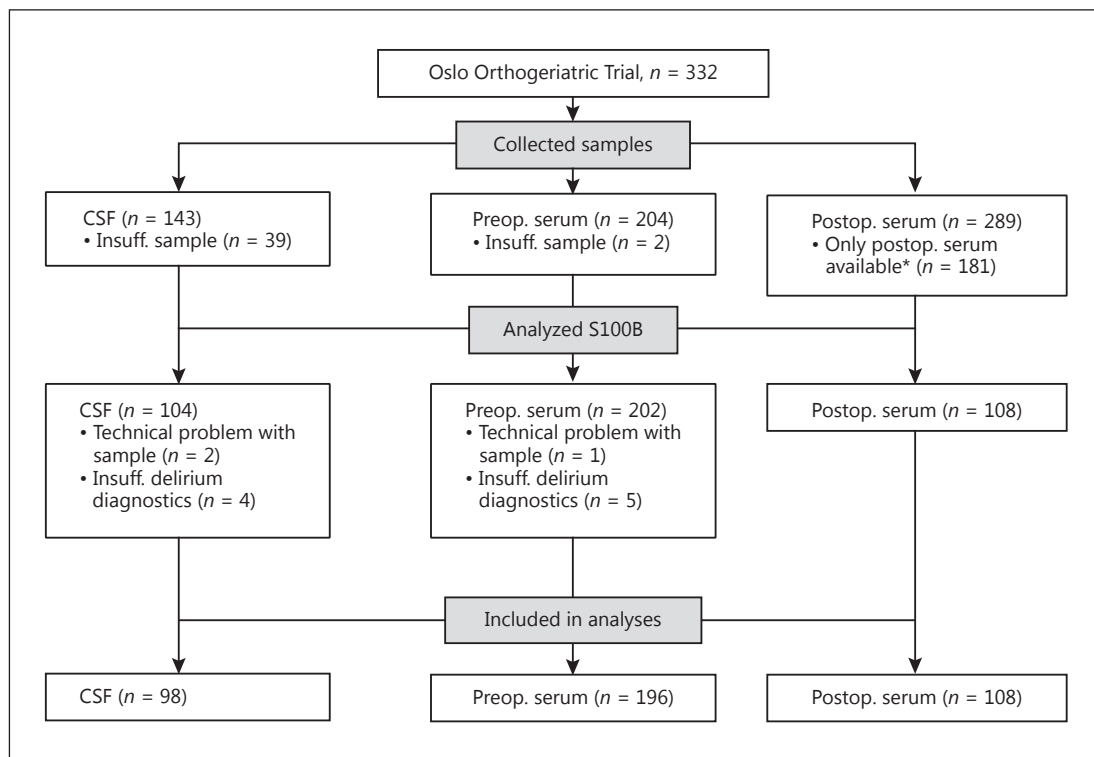 Oslo Orthogeriatric Trial, n = 332
Collected samples
CSF (n = 143)
• Insuff. sample (n = 39)
Preop. serum (n = 204)
• Insuff. sample (n = 2)
Postop. serum (n = 289)
• Only postop. serum
available* (n = 181)
Analyzed S100B
CSF (n = 104)
• Technical problem with
sample (n = 2)
• Insuff. delirium
diagnostics (n = 4)
Preop. serum (n = 202)
• Technical problem with
sample (n = 1)
• Insuff. delirium
diagnostics (n = 5)
Postop. serum (n = 108)
Included in analyses
CSF (n = 98)
Preop. serum (n = 196)
Postop. serum (n = 108)